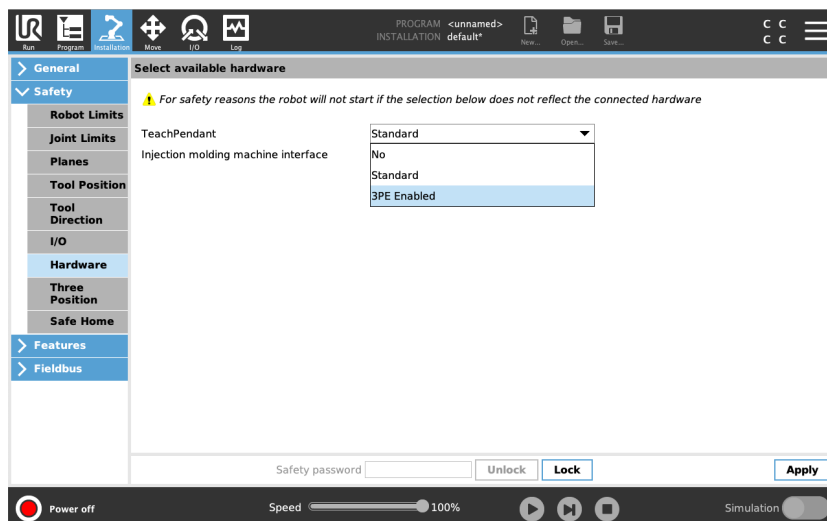 UR
PROGRAM <unnamed>
INSTALLATION default*
Run Program Installation Move I/O Log New... Open... Save...
C C
C C
General
Safety
Robot Limits
Joint Limits
Planes
Tool Position
Tool
Direction
I/O
Hardware
Three
Position
Safe Home
Features
Fieldbus
Select available hardware
For safety reasons the robot will not start if the selection below does not reflect the connected hardware
TeachPendant Standard
Injection molding machine interface No
Standard
3PE Enabled
Safety password Unlock Lock Apply
Power off Speed 100% Simulation